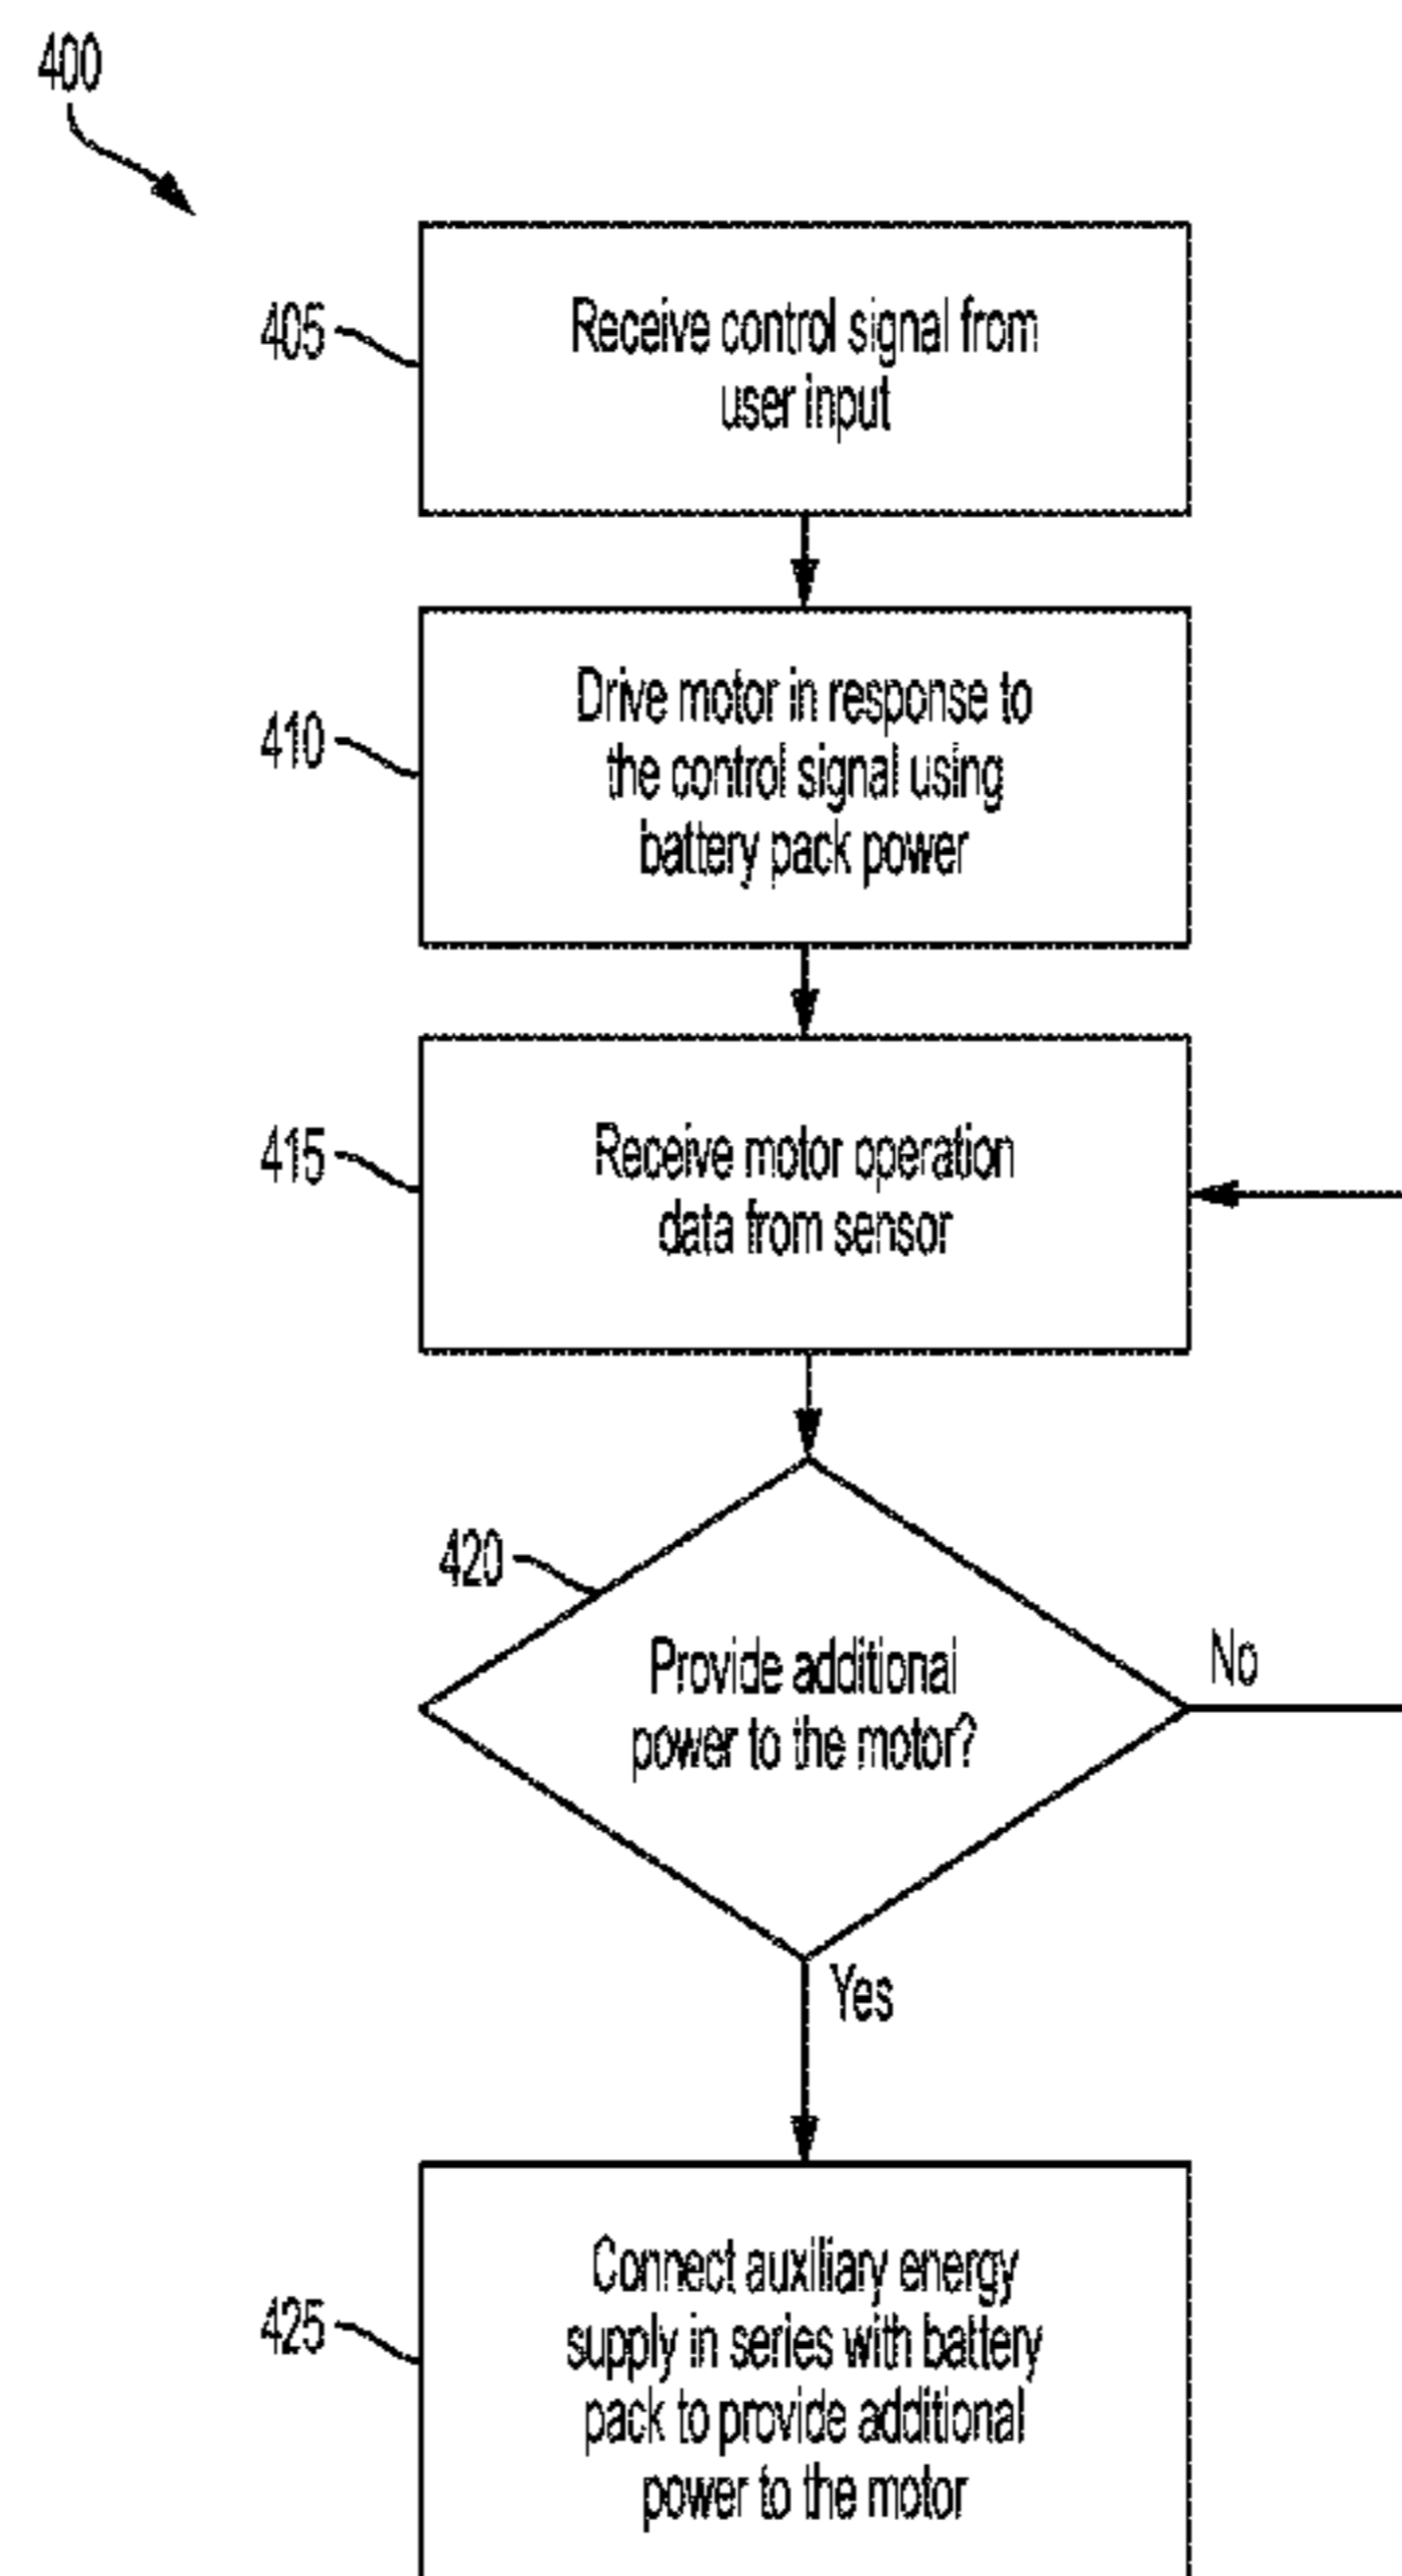 400
405
Receive control signal from
user input
410
Drive motor in response to
the control signal using
battery pack power
415
Receive motor operation
data from sensor
420
Provide additional
power to the motor?
No
Yes
425
Connect auxiliary energy
supply in series with battery
pack to provide additional
power to the motor